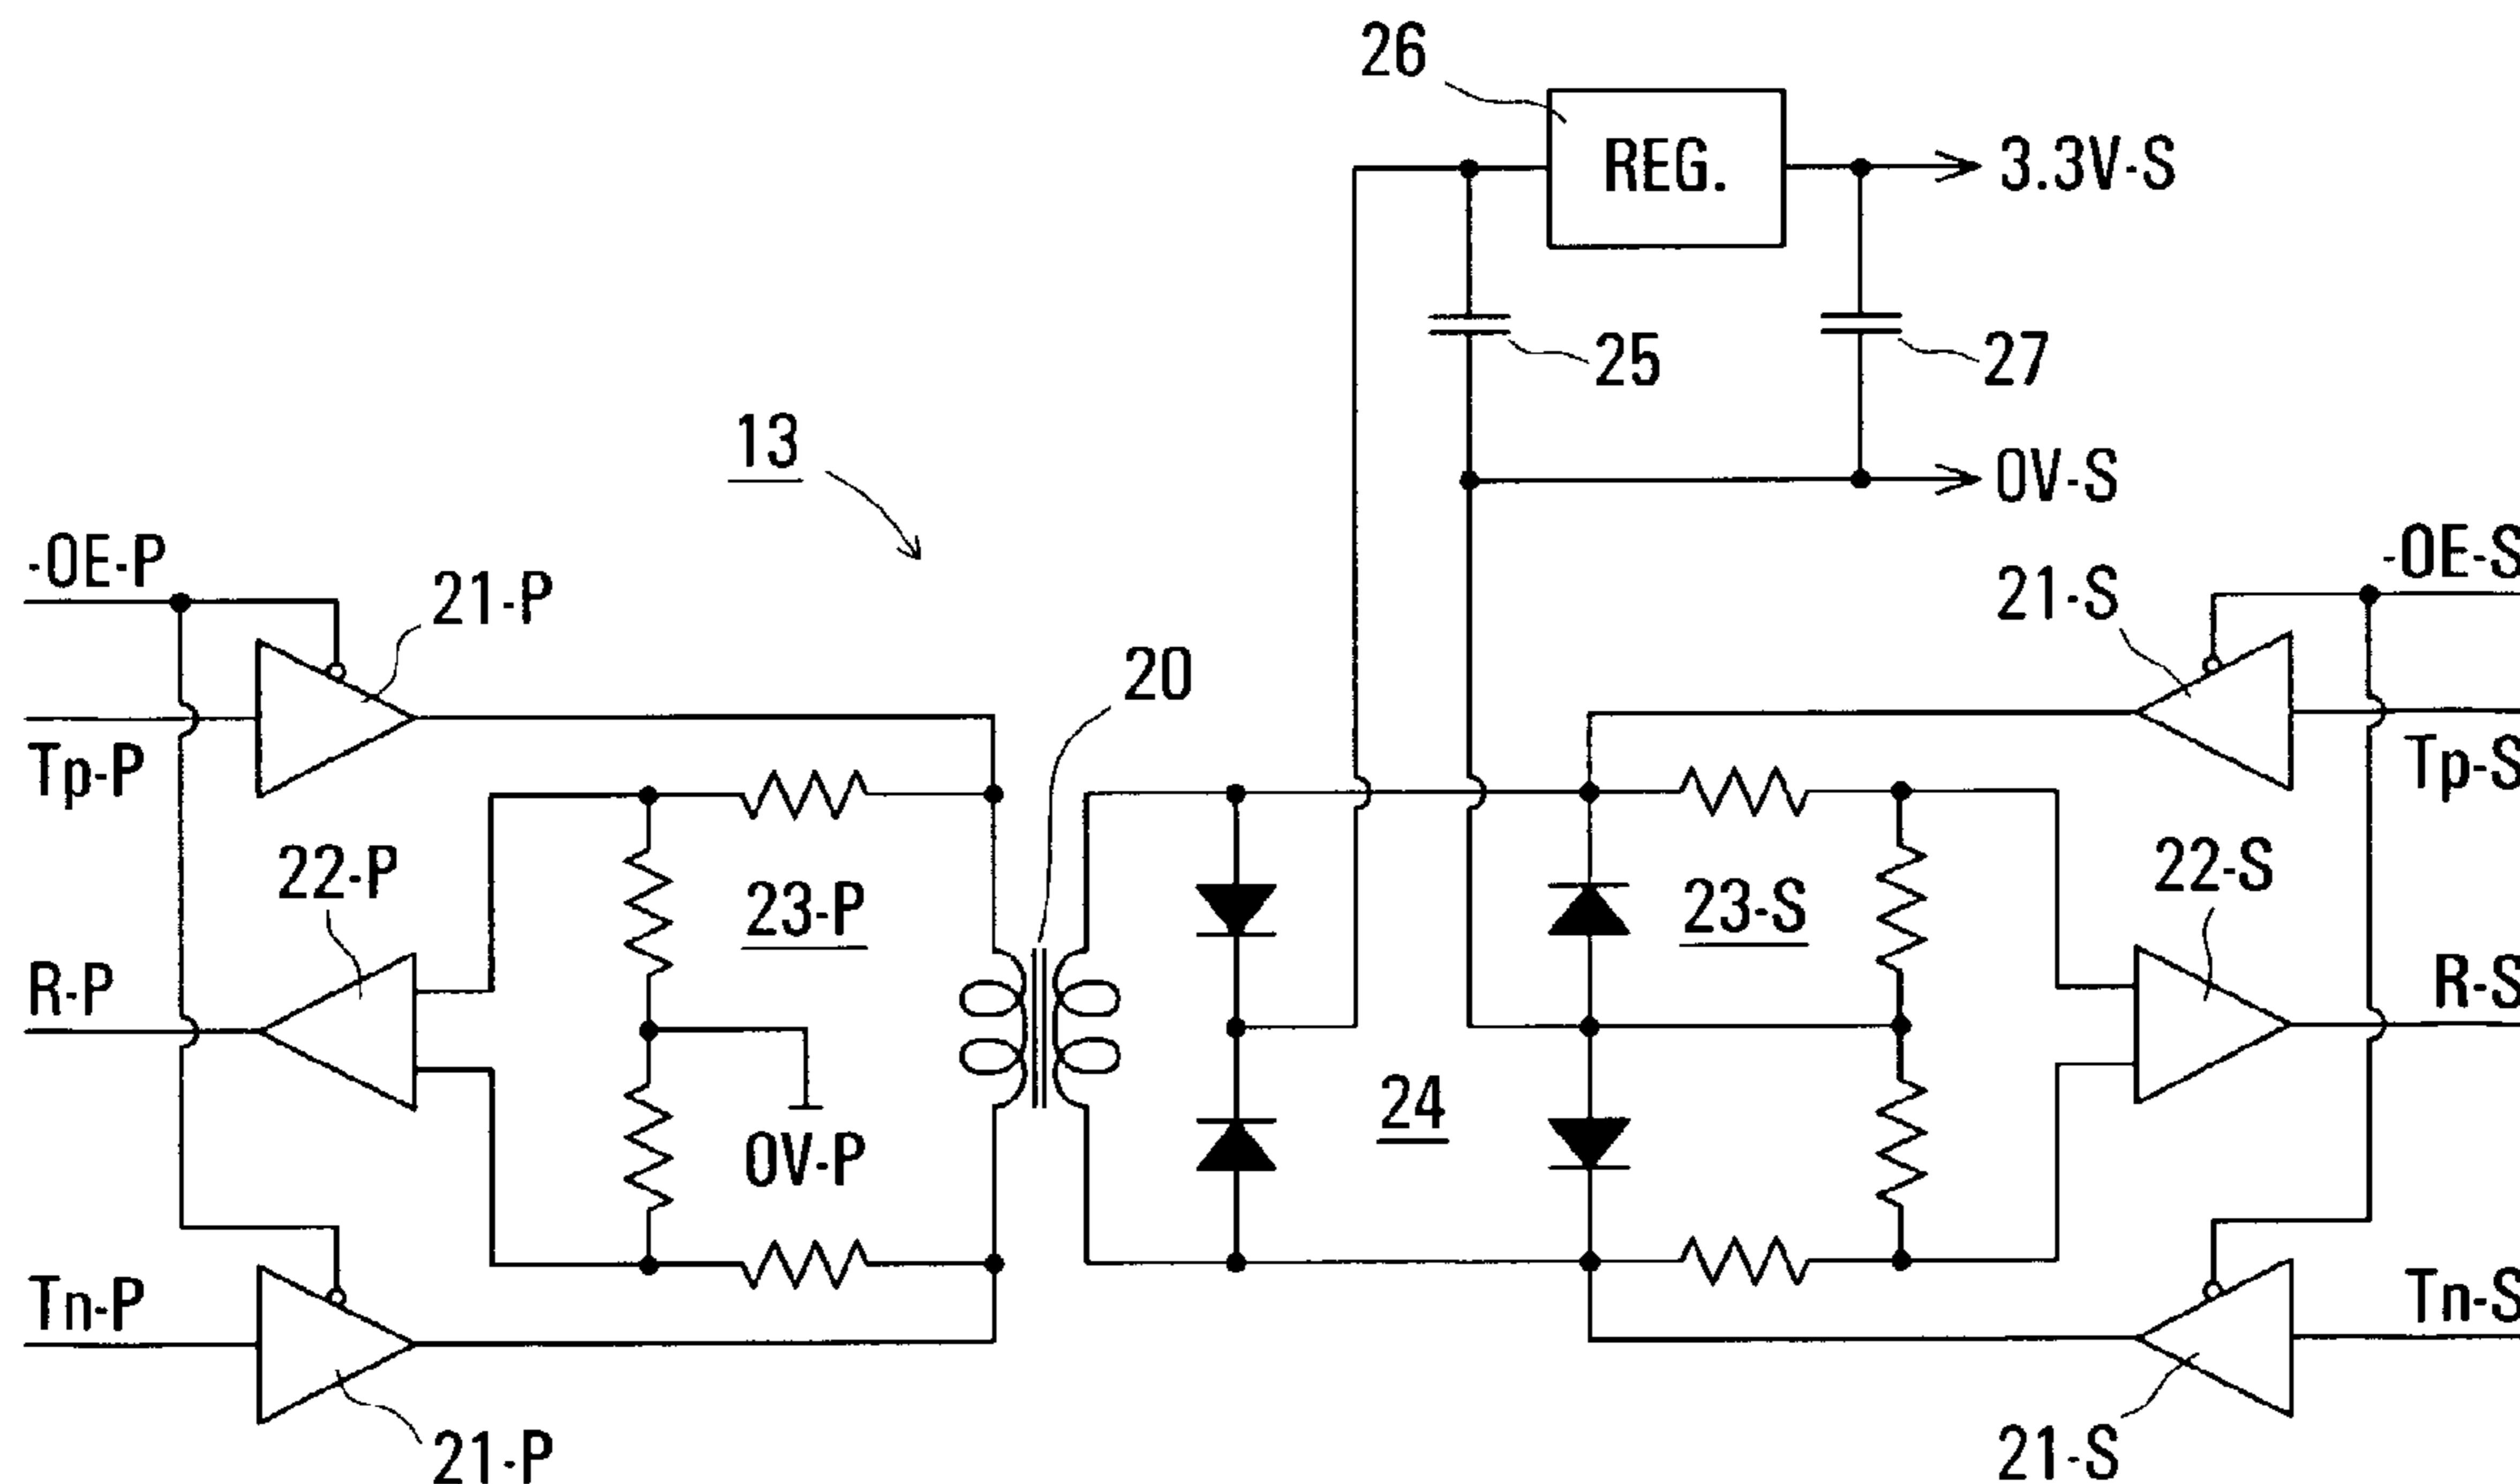 26
REG.
3.3V-S
25
27
13
0V-S
-OE-P
21-P
21-S
-OE-S
20
Tp-P
Tp-S
22-P
23-P
23-S
22-S
R-P
R-S
24
0V-P
Tn-P
Tn-S
21-P
21-S